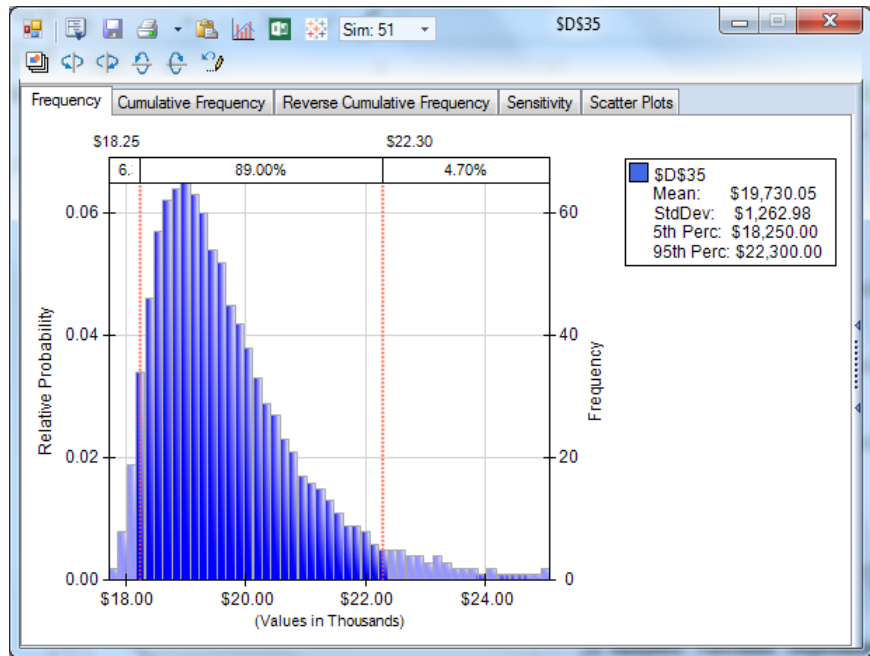 Sim: 51
$D$35
Frequency
Cumulative Frequency
Reverse Cumulative Frequency
Sensitivity
Scatter Plots
$18.25
$22.30
6.
89.00%
4.70%
$D$35
Mean: $19,730.05
StdDev: $1,262.98
5th Perc: $18,250.00
95th Perc: $22,300.00
Relative Probability
0.06
0.04
0.02
0.00
60
40
20
0
Frequency
$18.00
$20.00
$22.00
$24.00
(Values in Thousands)